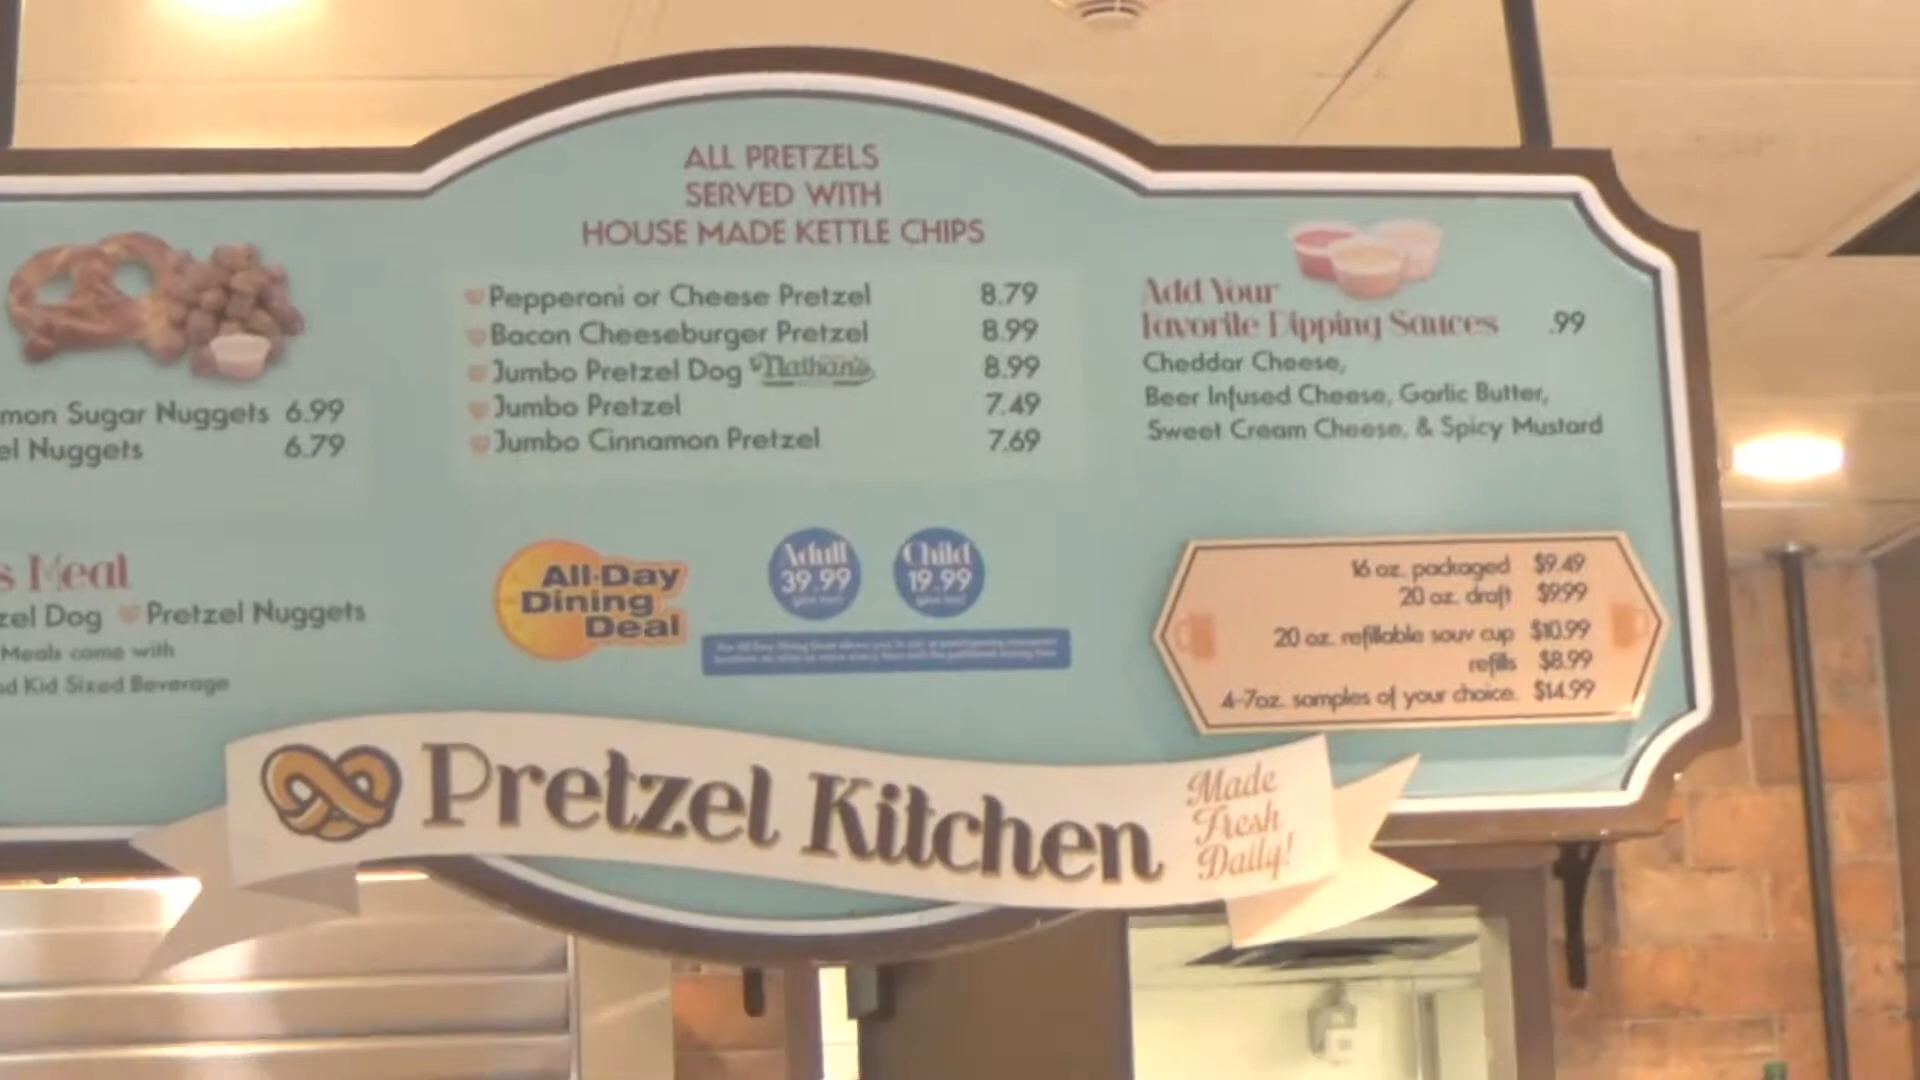 ALL PRETZELS
SERVED WITH
HOUSE MADE KETTLE CHIPS
Pepperoni or Cheese Pretzel 8.79
Bacon Cheeseburger Pretzel 8.99
Jumbo Pretzel Dog Nathan's 8.99
Jumbo Pretzel 7.49
Jumbo Cinnamon Pretzel 7.69
mon Sugar Nuggets 6.99
el Nuggets 6.79
s Meal
zel Dog Pretzel Nuggets
Meals come with
nd Kid Sized Beverage
All-Day
Dining
Deal
Adult
39.99
Child
19.99
Add Your
Favorite Dipping Sauces .99
Cheddar Cheese,
Beer Infused Cheese, Garlic Butter,
Sweet Cream Cheese, & Spicy Mustard
16 oz. packaged $9.49
20 oz. draft $9.99
20 oz. refillable souv cup $10.99
refills $8.99
4-7oz. samples of your choice. $14.99
Pretzel Kitchen
Made
Fresh
Daily!